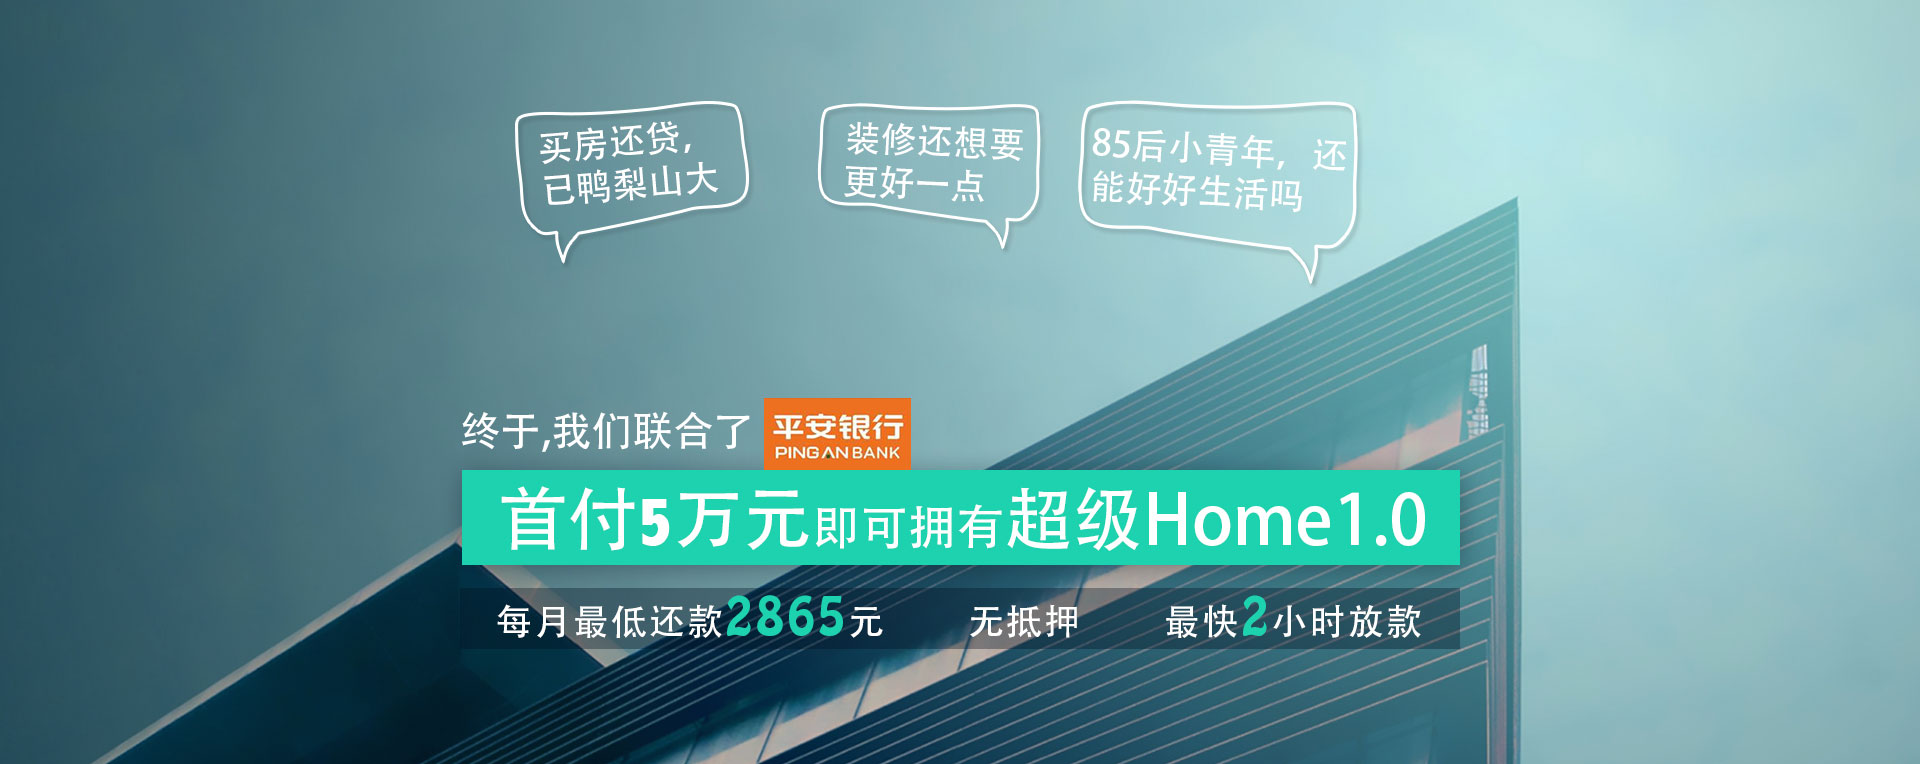 买房还贷,
已鸭梨山大
装修还想要
更好一点
85后小青年, 还
能好好生活吗
终于,我们联合了 平安银行
PING AN BANK
首付5万元即可拥有超级Home1.0
每月最低还款2865元 无抵押 最快2小时放款